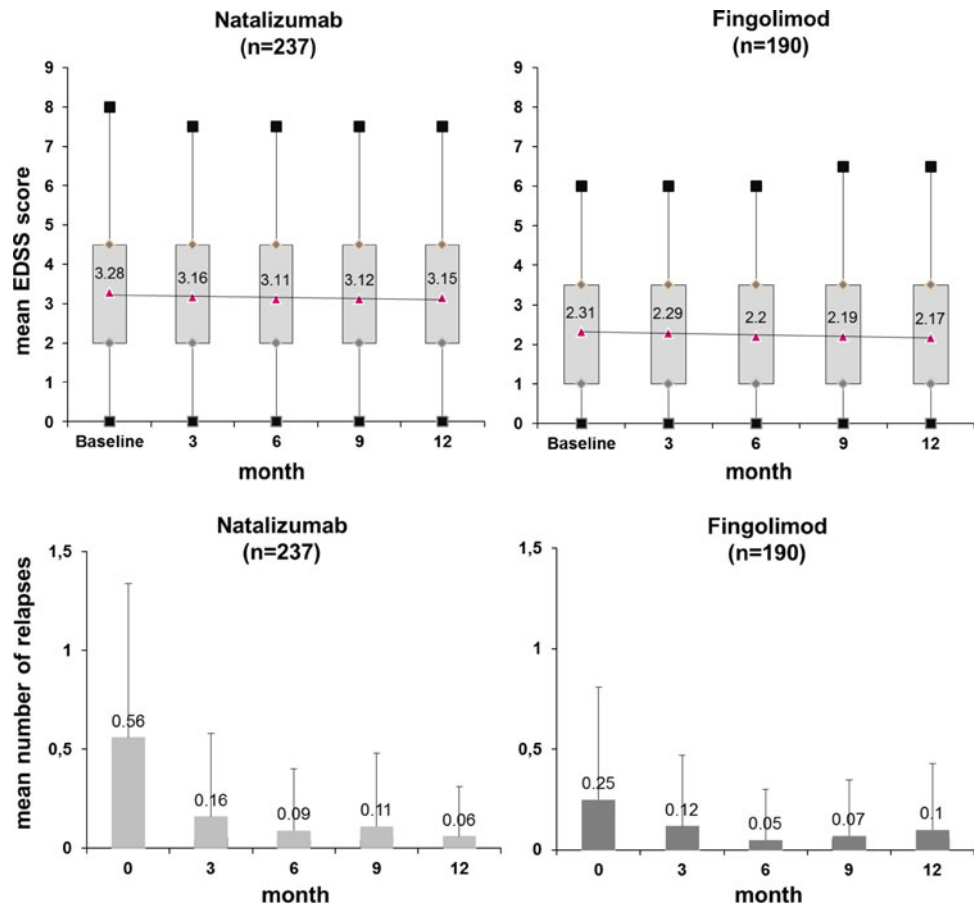 Natalizumab
(n=237)
mean EDSS score
9
8
7
6
5
4
3
2
1
0
3.28 3.16 3.11 3.12 3.15
Baseline 3 6 9 12
month
Fingolimod
(n=190)
9
8
7
6
5
4
3
2
1
0
2.31 2.29 2.2 2.19 2.17
Baseline 3 6 9 12
month
Natalizumab
(n=237)
mean number of relapses
1,5
1
0,5
0
0.56 0.16 0.09 0.11 0.06
0 3 6 9 12
month
Fingolimod
(n=190)
1,5
1
0,5
0
0.25 0.12 0.05 0.07 0.1
0 3 6 9 12
month